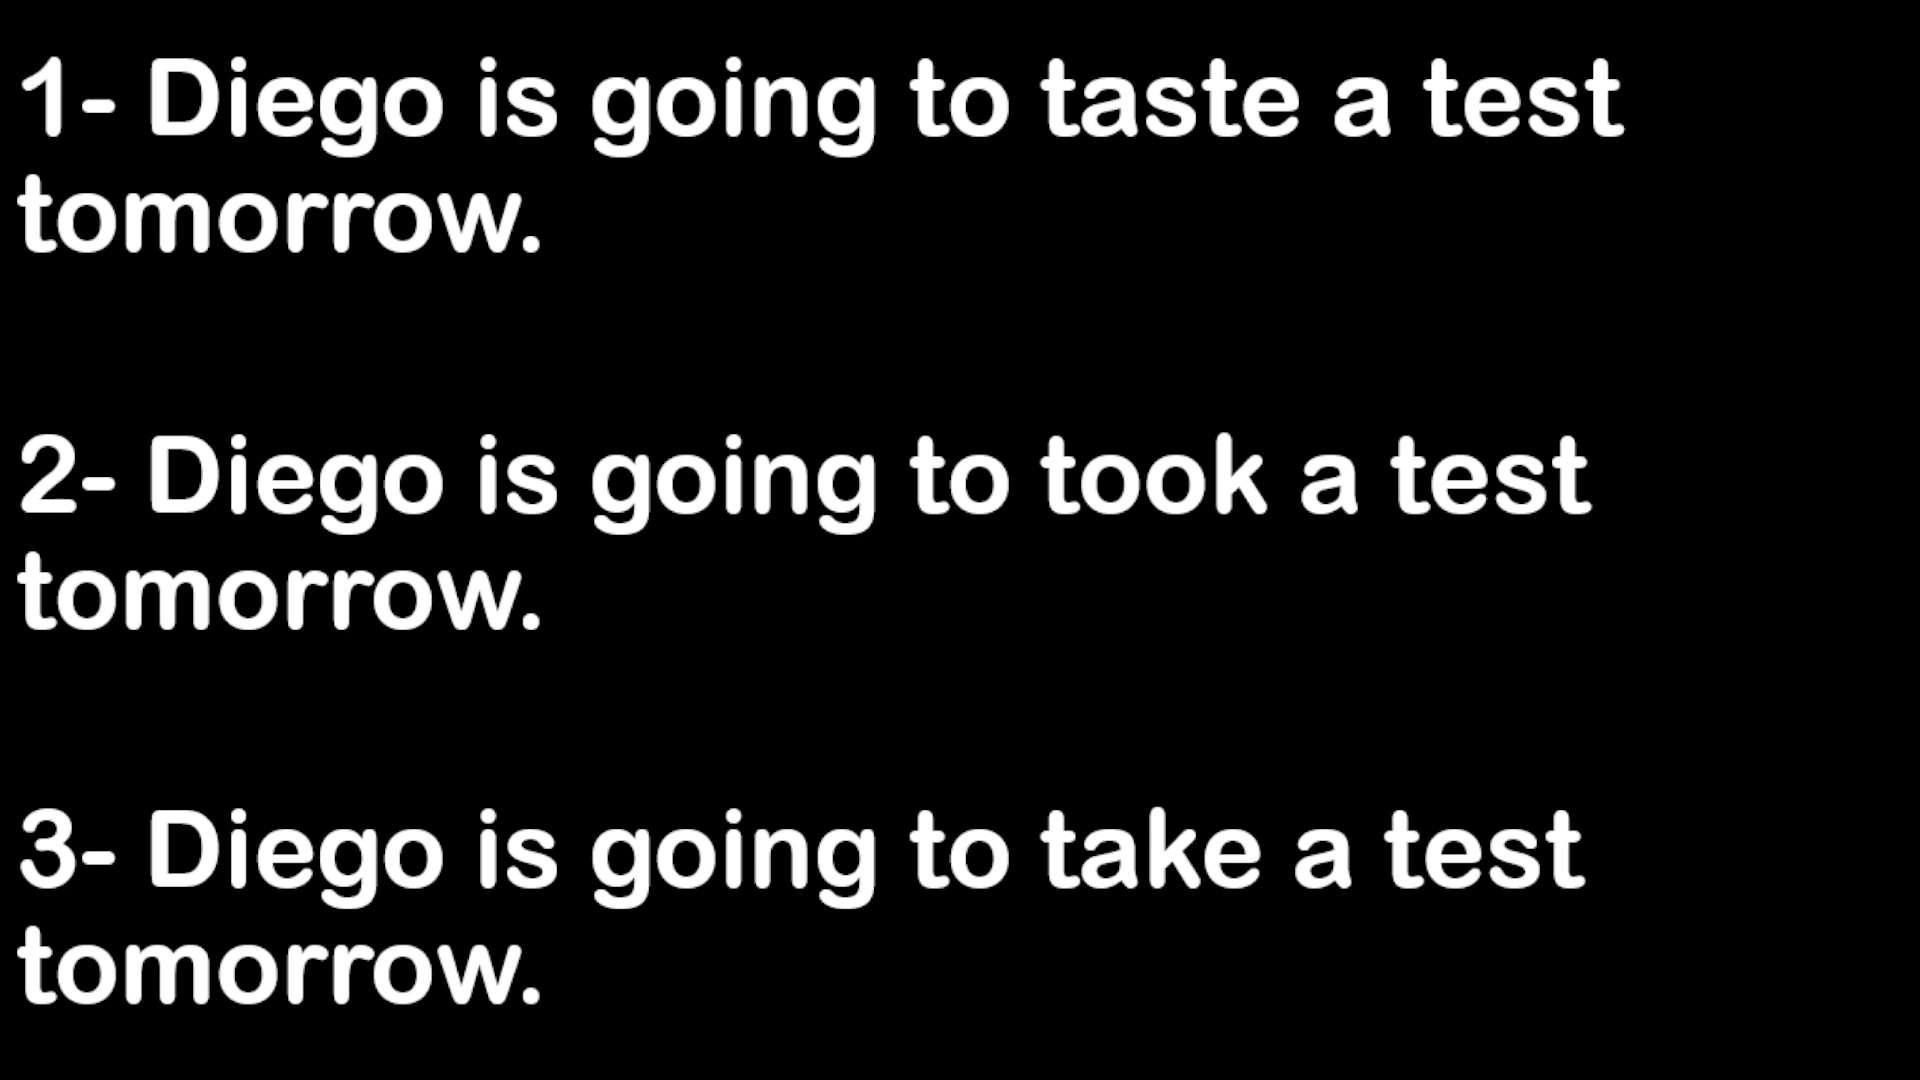 1- Diego is going to taste a test
tomorrow.
2- Diego is going to took a test
tomorrow.
3- Diego is going to take a test
tomorrow.